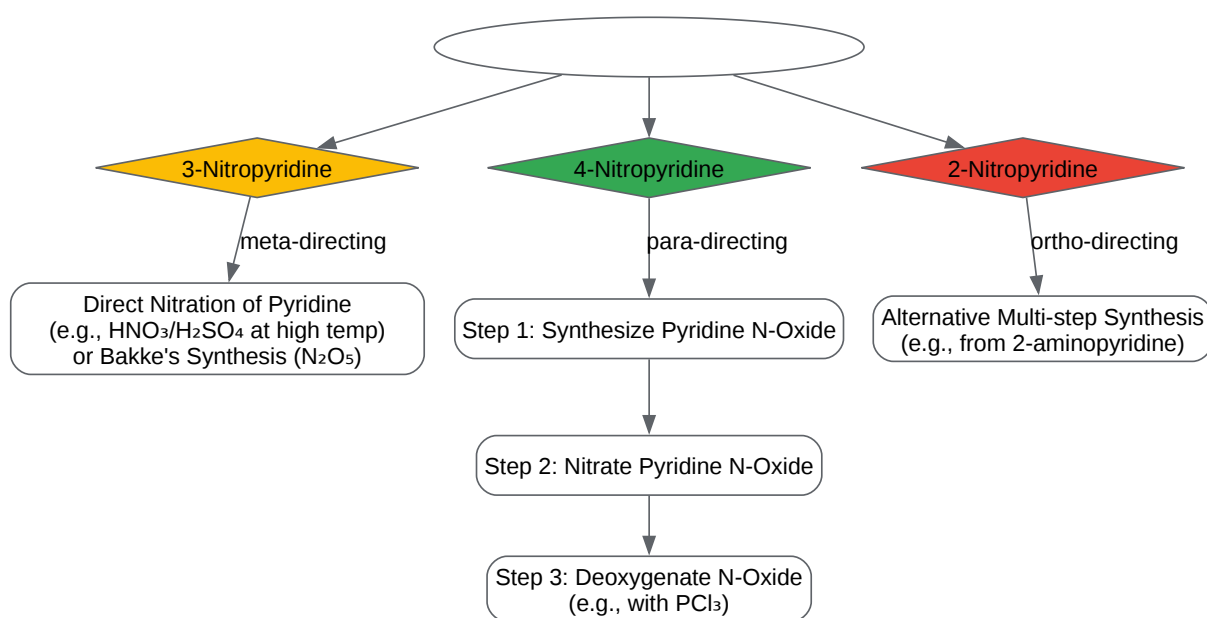 3-Nitropyridine
4-Nitropyridine
2-Nitropyridine
meta-directing
para-directing
ortho-directing
Direct Nitration of Pyridine
(e.g., HNO₃/H₂SO₄ at high temp)
or Bakke's Synthesis (N₂O₅)
Step 1: Synthesize Pyridine N-Oxide
Alternative Multi-step Synthesis
(e.g., from 2-aminopyridine)
Step 2: Nitrate Pyridine N-Oxide
Step 3: Deoxygenate N-Oxide
(e.g., with PCl₃)